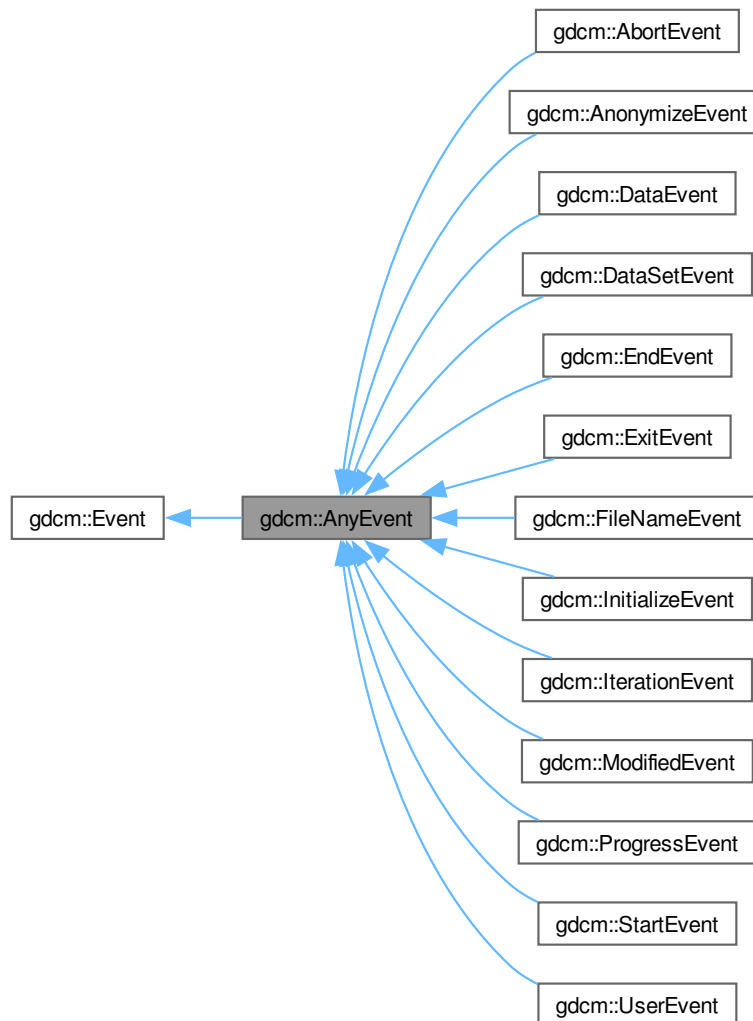 gdcm::AbortEvent
gdcm::AnonymizeEvent
gdcm::DataEvent
gdcm::DataSetEvent
gdcm::EndEvent
gdcm::ExitEvent
gdcm::Event
gdcm::AnyEvent
gdcm::FileNameEvent
gdcm::InitializeEvent
gdcm::IterationEvent
gdcm::ModifiedEvent
gdcm::ProgressEvent
gdcm::StartEvent
gdcm::UserEvent